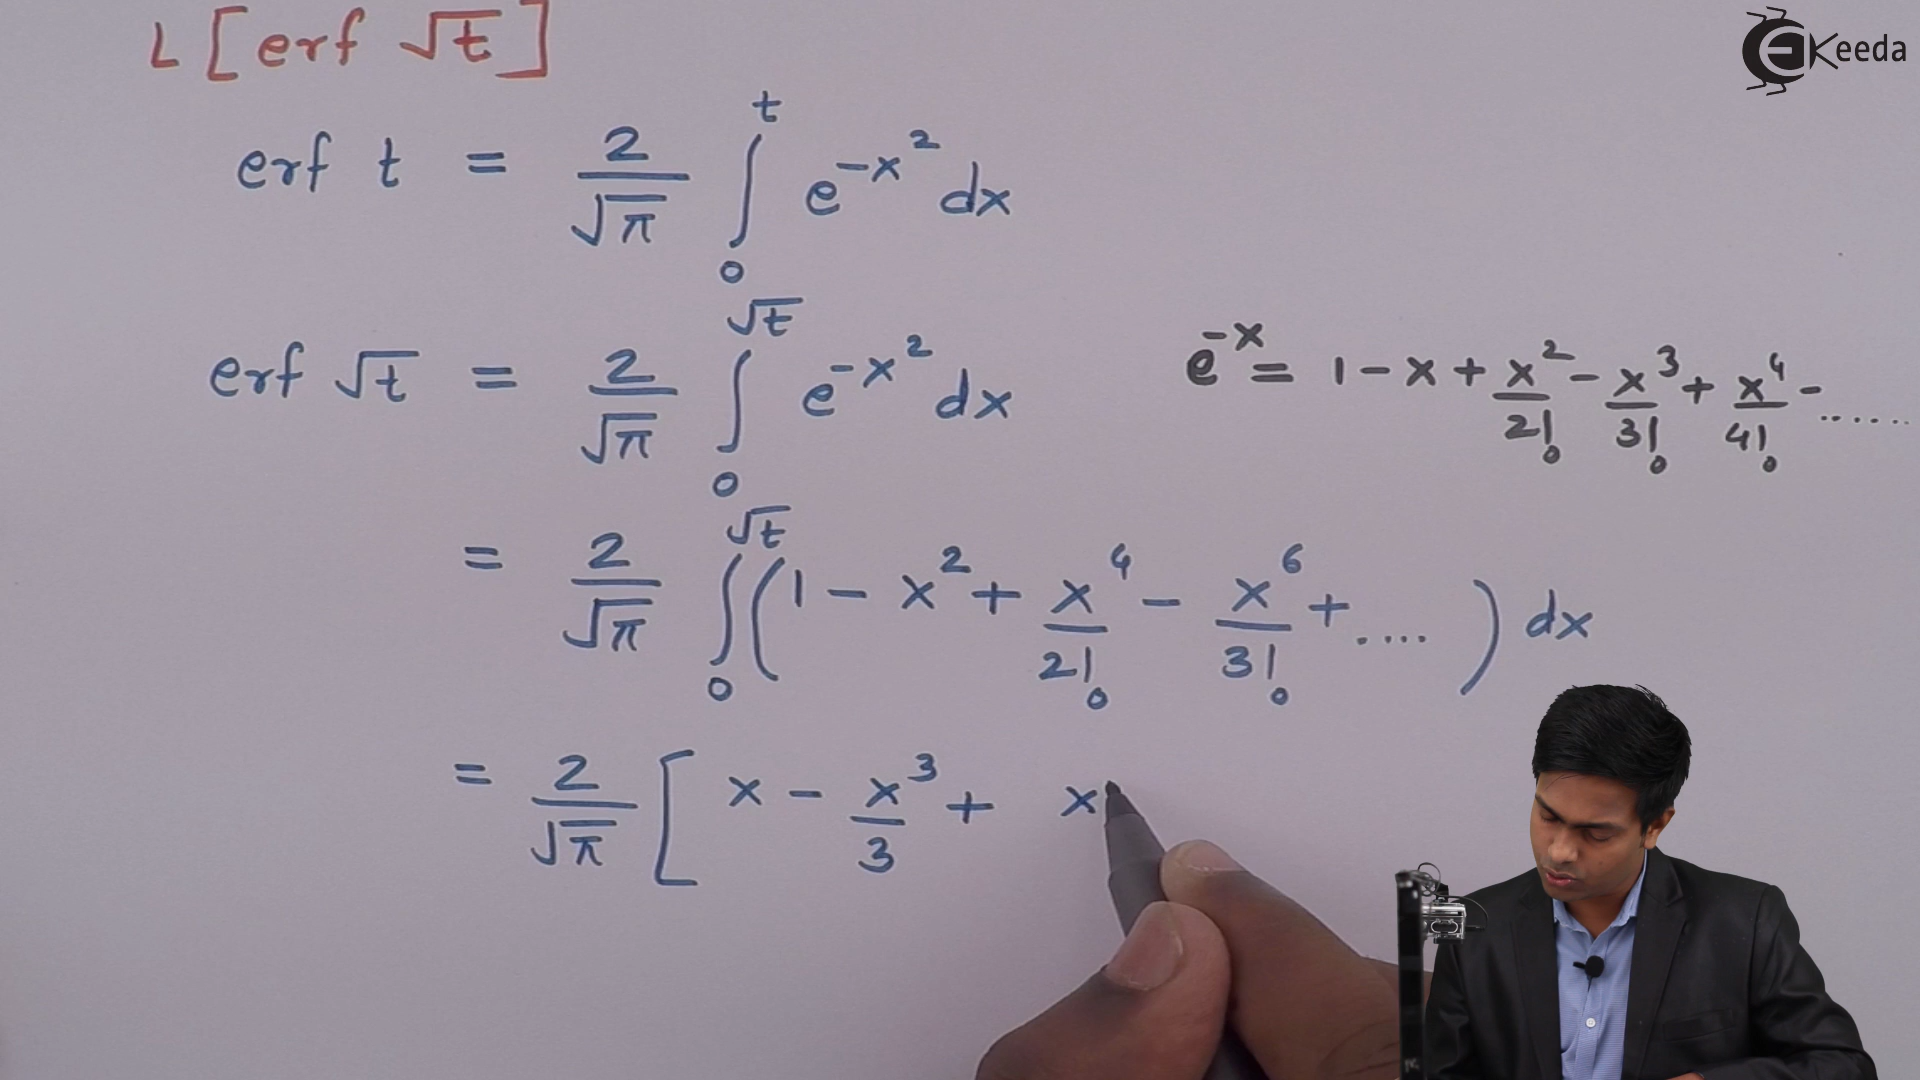 L [ erf √t ]
erf t = 2/√π ∫₀ᵗ e^{-x²} dx
erf √t = 2/√π ∫₀^{√t} e^{-x²} dx
e^{-x} = 1 - x + x²/2! - x³/3! + x⁴/4! - ......
= 2/√π ∫₀^{√t} ( 1 - x² + x⁴/2! - x⁶/3! + .... ) dx
= 2/√π [ x - x³/3 + x
eKeeda